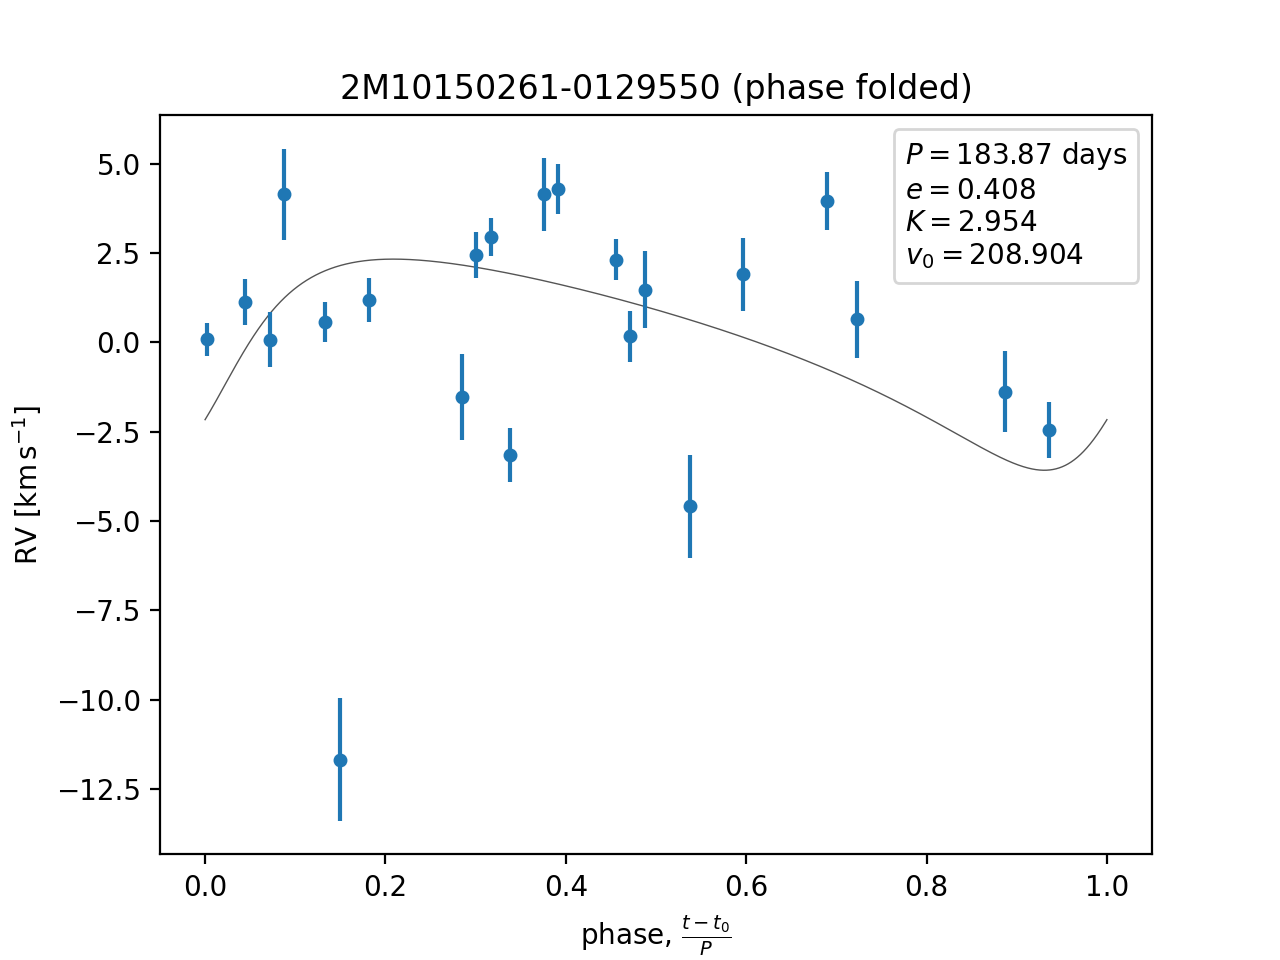 2M10150261-0129550 (phase folded)
P = 183.87 days
e = 0.408
K = 2.954
v₀ = 208.904
5.0
2.5
0.0
−2.5
−5.0
−7.5
−10.0
−12.5
RV [km s⁻¹]
0.0 0.2 0.4 0.6 0.8 1.0
phase, (t − t₀)/P